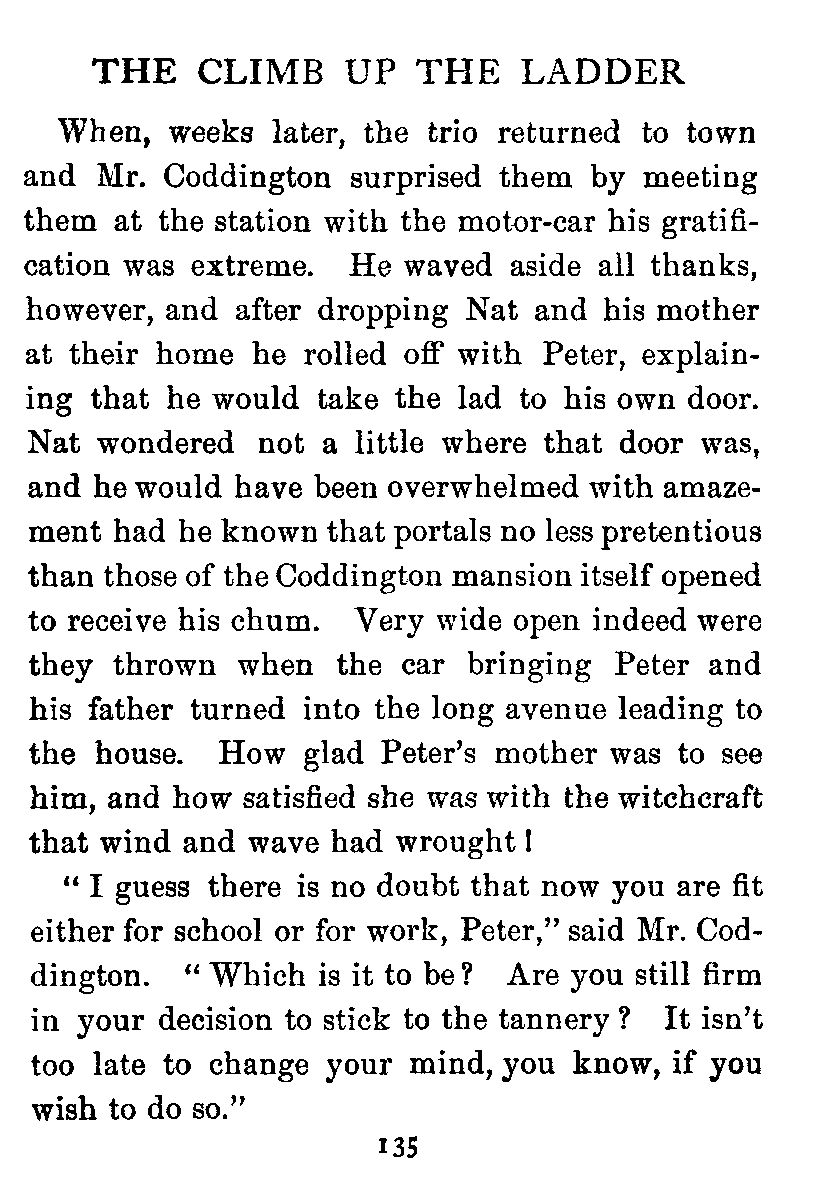 THE CLIMB UP THE LADDER
When, weeks later, the trio returned to town
and Mr. Coddington surprised them by meeting
them at the station with the motor-car his gratifi-
cation was extreme. He waved aside all thanks,
however, and after dropping Nat and his mother
at their home he rolled off with Peter, explain-
ing that he would take the lad to his own door.
Nat wondered not a little where that door was,
and he would have been overwhelmed with amaze-
ment had he known that portals no less pretentious
than those of the Coddington mansion itself opened
to receive his chum. Very wide open indeed were
they thrown when the car bringing Peter and
his father turned into the long avenue leading to
the house. How glad Peter's mother was to see
him, and how satisfied she was with the witchcraft
that wind and wave had wrought!
" I guess there is no doubt that now you are fit
either for school or for work, Peter," said Mr. Cod-
dington. " Which is it to be? Are you still firm
in your decision to stick to the tannery? It isn't
too late to change your mind, you know, if you
wish to do so."
135